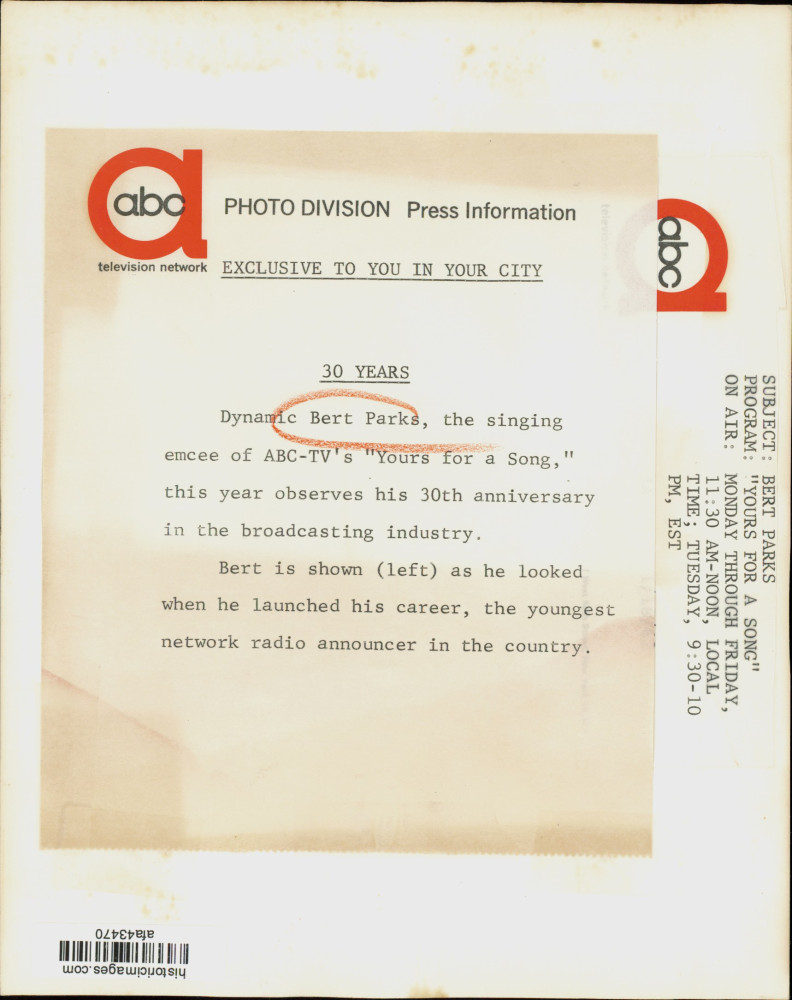 abc
television network
PHOTO DIVISION Press Information
EXCLUSIVE TO YOU IN YOUR CITY
30 YEARS
Dynamic Bert Parks, the singing
emcee of ABC-TV's "Yours for a Song,"
this year observes his 30th anniversary
in the broadcasting industry.
Bert is shown (left) as he looked
when he launched his career, the youngest
network radio announcer in the country.
abc
SUBJECT: BERT PARKS
PROGRAM: "YOURS FOR A SONG"
ON AIR: MONDAY THROUGH FRIDAY,
11:30 AM-NOON, LOCAL
TIME; TUESDAY, 9:30-10
PM, EST
historicimages.com
afa43470